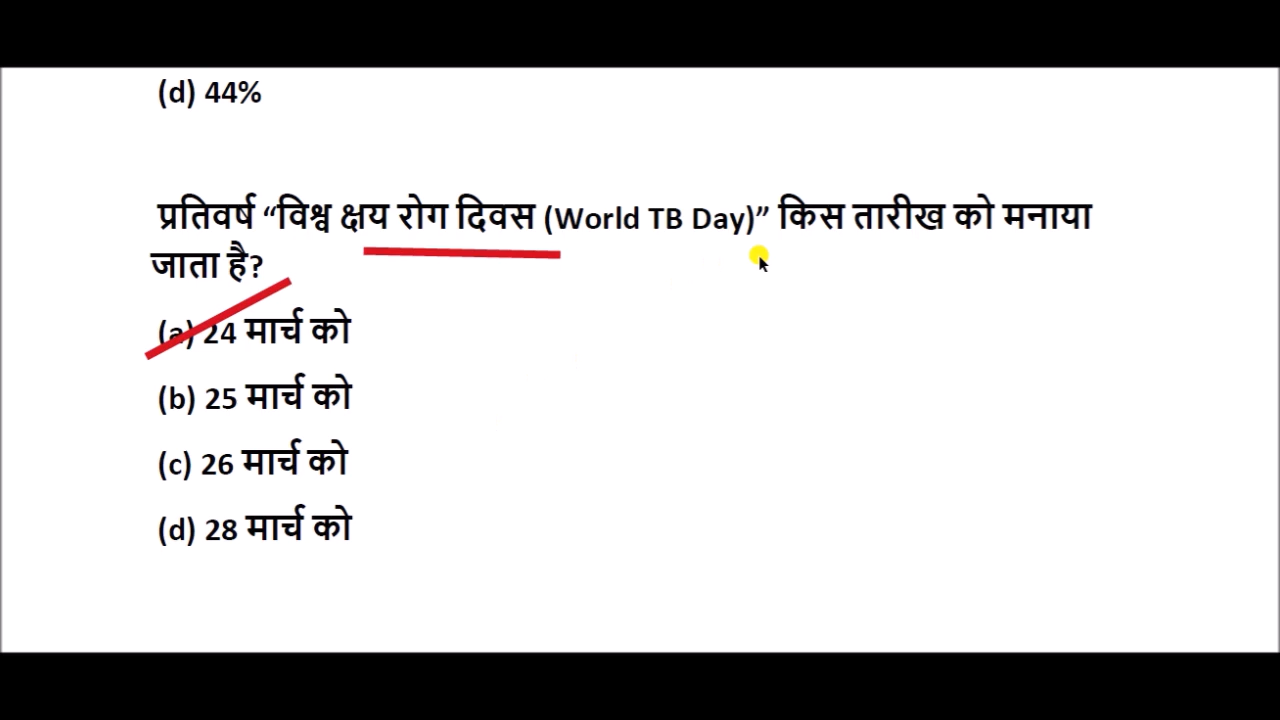 (d) 44%
प्रतिवर्ष “विश्व क्षय रोग दिवस (World TB Day)” किस तारीख को मनाया
जाता है?
(a) 24 मार्च को
(b) 25 मार्च को
(c) 26 मार्च को
(d) 28 मार्च को